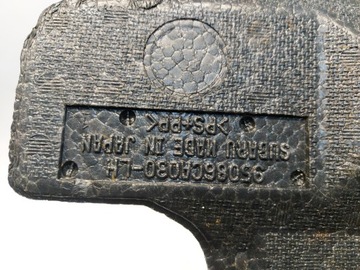 95086CA080-LH
SUBARU MADE IN JAPAN
>PS+PP<